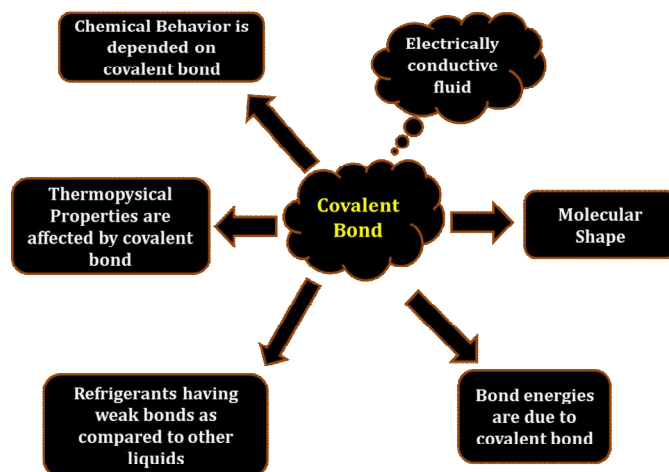 Chemical Behavior is
depended on
covalent bond
Electrically
conductive
fluid
Thermopysical
Properties are
affected by covalent
bond
Covalent
Bond
Molecular
Shape
Refrigerants having
weak bonds as
compared to other
liquids
Bond energies
are due to
covalent bond